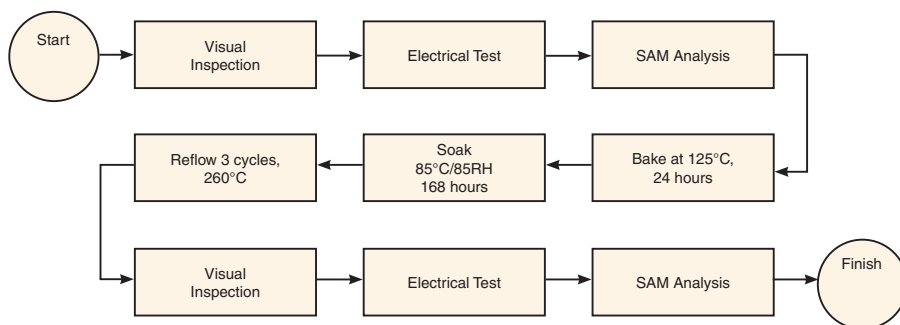 Start
Visual
Inspection
Electrical Test
SAM Analysis
Bake at 125°C,
24 hours
Soak
85°C/85RH
168 hours
Reflow 3 cycles,
260°C
Visual
Inspection
Electrical Test
SAM Analysis
Finish